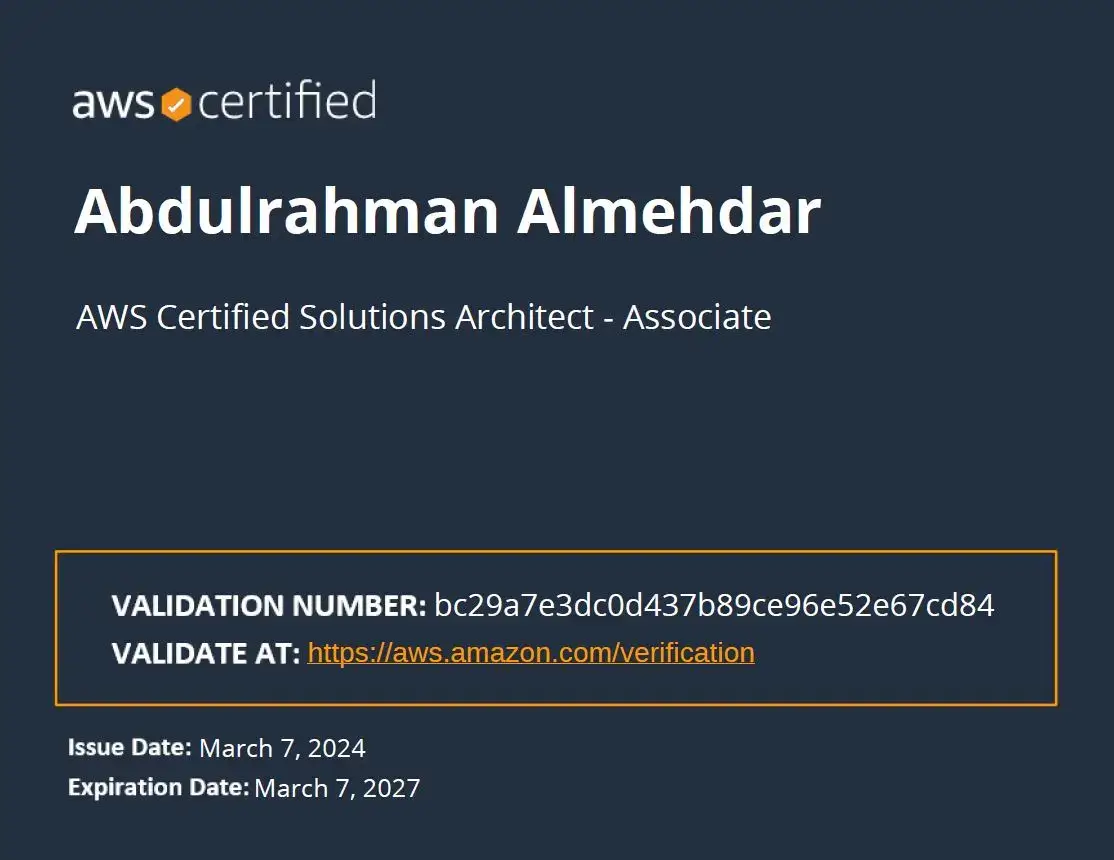 aws certified
Abdulrahman Almehdar
AWS Certified Solutions Architect - Associate
VALIDATION NUMBER: bc29a7e3dc0d437b89ce96e52e67cd84
VALIDATE AT: https://aws.amazon.com/verification
Issue Date: March 7, 2024
Expiration Date: March 7, 2027